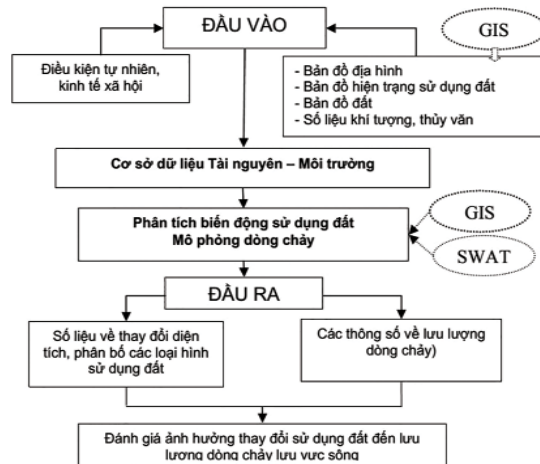 ĐẦU VÀO
GIS
Điều kiện tự nhiên,
kinh tế xã hội
- Bản đồ địa hình
- Bản đồ hiện trạng sử dụng đất
- Bản đồ đất
- Số liệu khí tượng, thủy văn
Cơ sở dữ liệu Tài nguyên – Môi trường
Phân tích biến động sử dụng đất
Mô phỏng dòng chảy
GIS
SWAT
ĐẦU RA
Số liệu về thay đổi diện
tích, phân bố các loại hình
sử dụng đất
Các thông số về lưu lượng
dòng chảy)
Đánh giá ảnh hưởng thay đổi sử dụng đất đến lưu
lượng dòng chảy lưu vực sông